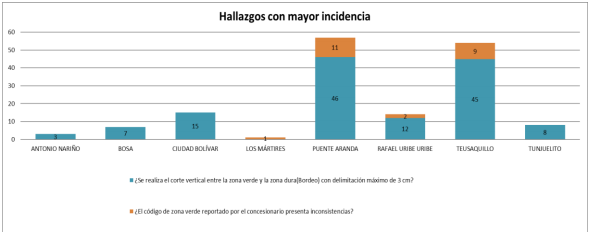 Hallazgos con mayor incidencia
60
50
40
30
20
10
0
3
7
15
1
46
11
12
2
45
9
8
ANTONIO NARIÑO
BOSA
CIUDAD BOLÍVAR
LOS MÁRTIRES
PUENTE ARANDA
RAFAEL URIBE URIBE
TEUSAQUILLO
TUNJUELITO
¿Se realiza el corte vertical entre la zona verde y la zona dura(Bordeo) con delimitación máximo de 3 cm?
¿El código de zona verde reportado por el concesionario presenta inconsistencias?